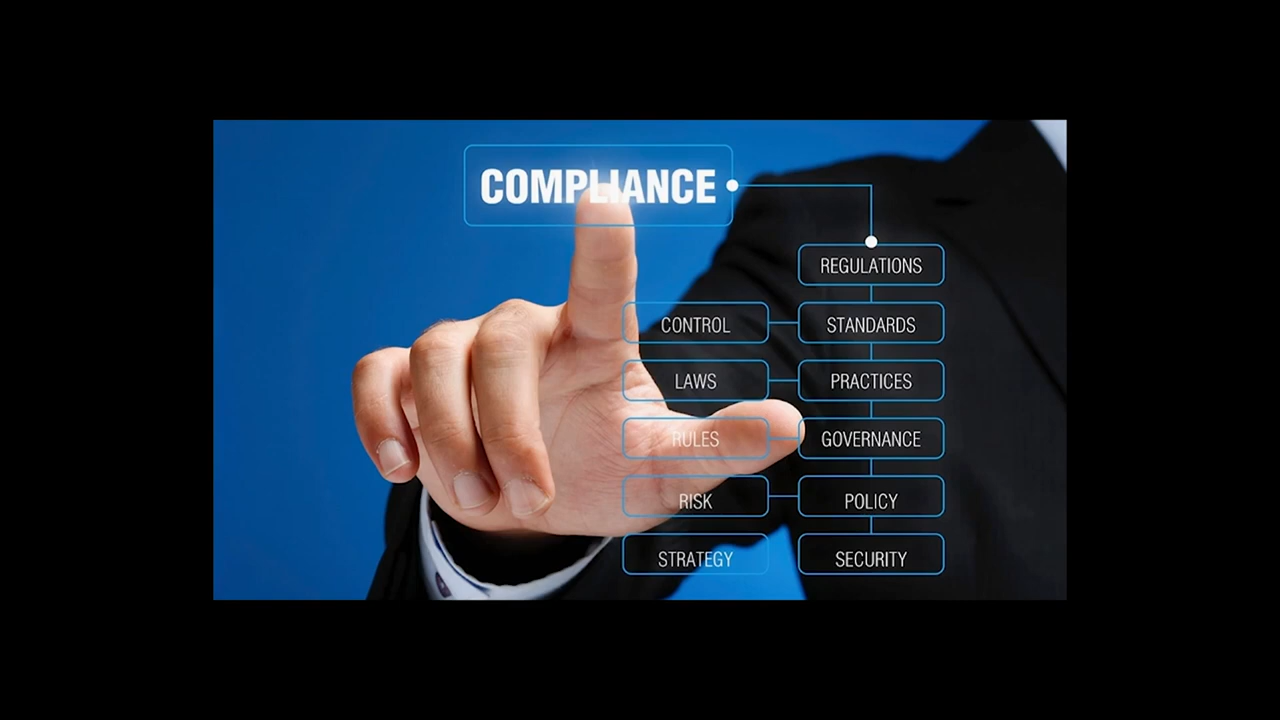 COMPLIANCE
REGULATIONS
CONTROL
STANDARDS
LAWS
PRACTICES
RULES
GOVERNANCE
RISK
POLICY
STRATEGY
SECURITY